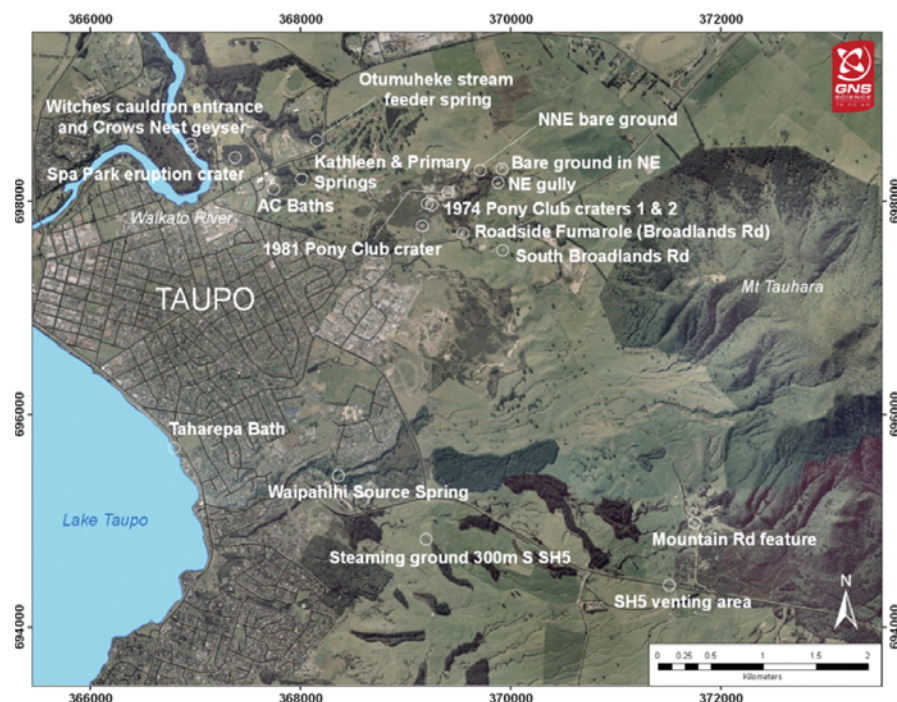 366000
368000
370000
372000
GNS
SCIENCE
TE PŪ AO
Otumuheke stream
feeder spring
Witches cauldron entrance
and Crows Nest geyser
NNE bare ground
Spa Park eruption crater
Kathleen & Primary
Springs
Bare ground in NE
NE gully
AC Baths
1974 Pony Club craters 1 & 2
698000
698000
Waikato River
Roadside Fumarole (Broadlands Rd)
1981 Pony Club crater
South Broadlands Rd
TAUPO
Mt Tauhara
696000
696000
Taharepa Bath
Waipahihi Source Spring
Lake Taupo
Mountain Rd feature
Steaming ground 300m S SH5
SH5 venting area
N
694000
694000
0 0.25 0.5 1 1.5 2
Kilometers
366000
368000
370000
372000